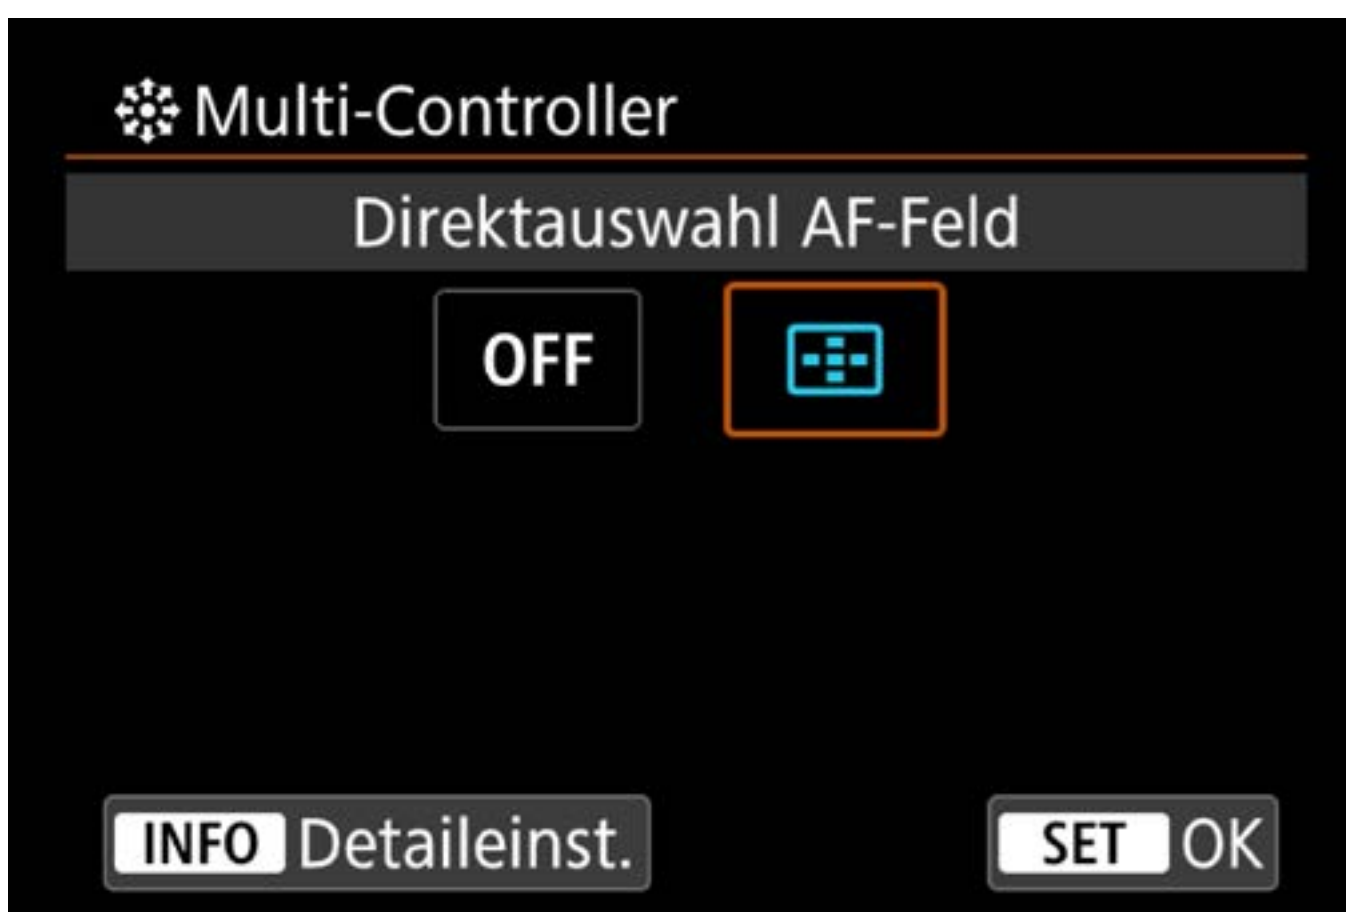 Multi-Controller
Direktauswahl AF-Feld
OFF
INFO Detaileinst.
SET OK